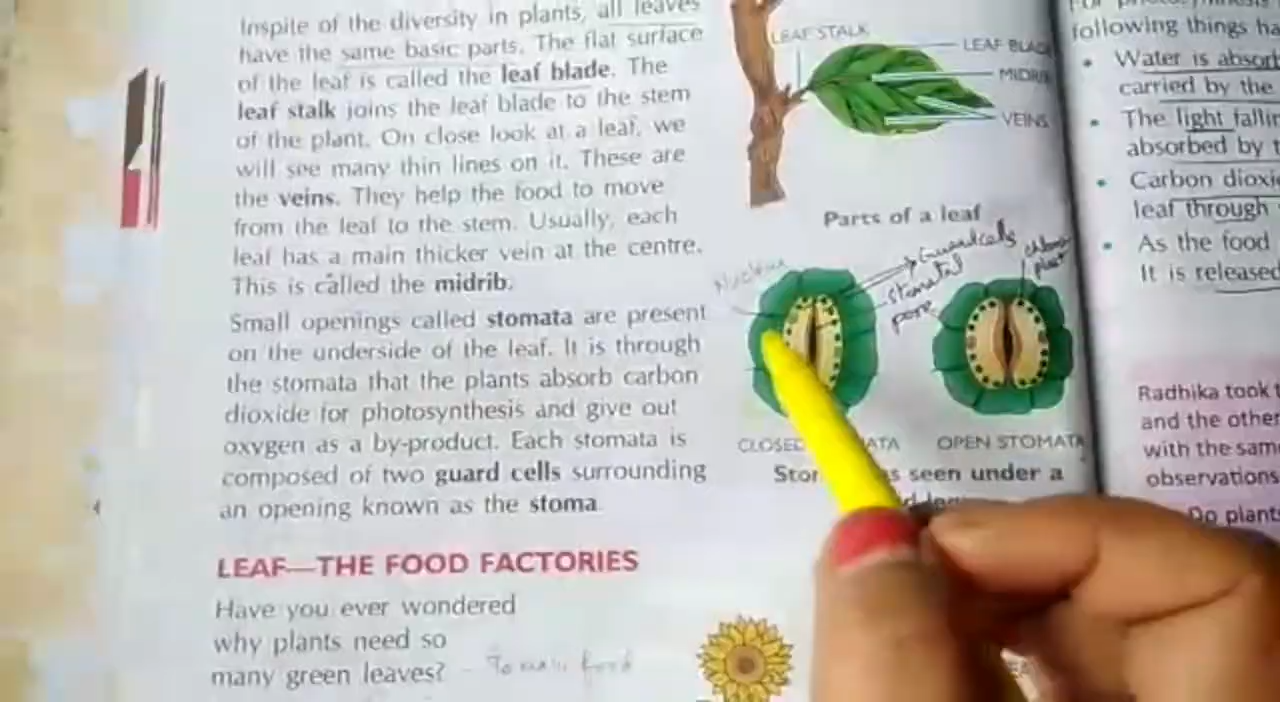 Inspite of the diversity in plants, all leaves
have the same basic parts. The flat surface
of the leaf is called the leaf blade. The
leaf stalk joins the leaf blade to the stem
of the plant. On close look at a leaf, we
will see many thin lines on it. These are
the veins. They help the food to move
from the leaf to the stem. Usually, each
leaf has a main thicker vein at the centre.
This is called the midrib.
Small openings called stomata are present
on the underside of the leaf. It is through
the stomata that the plants absorb carbon
dioxide for photosynthesis and give out
oxygen as a by-product. Each stomata is
composed of two guard cells surrounding
an opening known as the stoma.
LEAF—THE FOOD FACTORIES
Have you ever wondered
why plants need so
many green leaves?
LEAF STALK
LEAF BLAD
MIDRIB
VEINS
Parts of a leaf
Nucleus
Guard cells
stomatal
pore
chloro
plast
CLOSED
OPEN STOMATA
as seen under a
following things ha
Water is absorb
carried by the
The light fallin
absorbed by t
Carbon dioxi
leaf through
As the food
It is released
Radhika took
and the other
with the sam
observations
Do plants